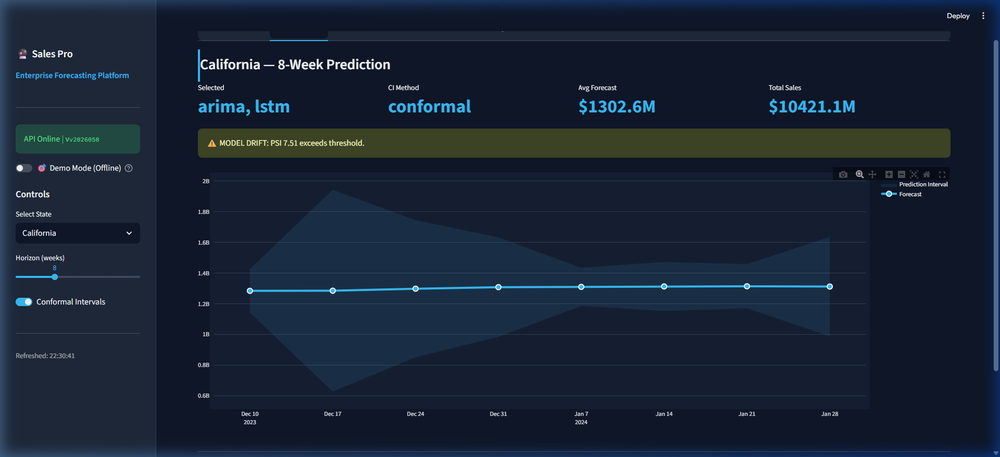 Deploy
Sales Pro
Enterprise Forecasting Platform
API Online | Vv2026050
Demo Mode (Offline)
Controls
Select State
California
Horizon (weeks)
8
Conformal Intervals
Refreshed: 22:30:41
California — 8-Week Prediction
Selected
arima, lstm
CI Method
conformal
Avg Forecast
$1302.6M
Total Sales
$10421.1M
MODEL DRIFT: PSI 7.51 exceeds threshold.
Prediction Interval
Forecast
2B
1.8B
1.6B
1.4B
1.2B
1B
0.8B
0.6B
Dec 10
2023
Dec 17
Dec 24
Dec 31
Jan 7
2024
Jan 14
Jan 21
Jan 28